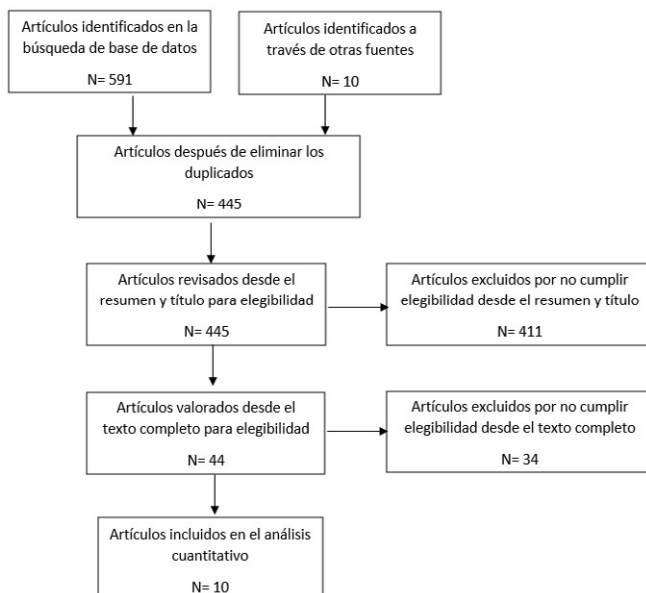 Artículos identificados en la
búsqueda de base de datos
N= 591
Artículos identificados a
través de otras fuentes
N= 10
Artículos después de eliminar los
duplicados
N= 445
Artículos revisados desde el
resumen y título para elegibilidad
N= 445
Artículos excluidos por no cumplir
elegibilidad desde el resumen y título
N= 411
Artículos valorados desde el
texto completo para elegibilidad
N= 44
Artículos excluidos por no cumplir
elegibilidad desde el texto completo
N= 34
Artículos incluidos en el análisis
cuantitativo
N= 10